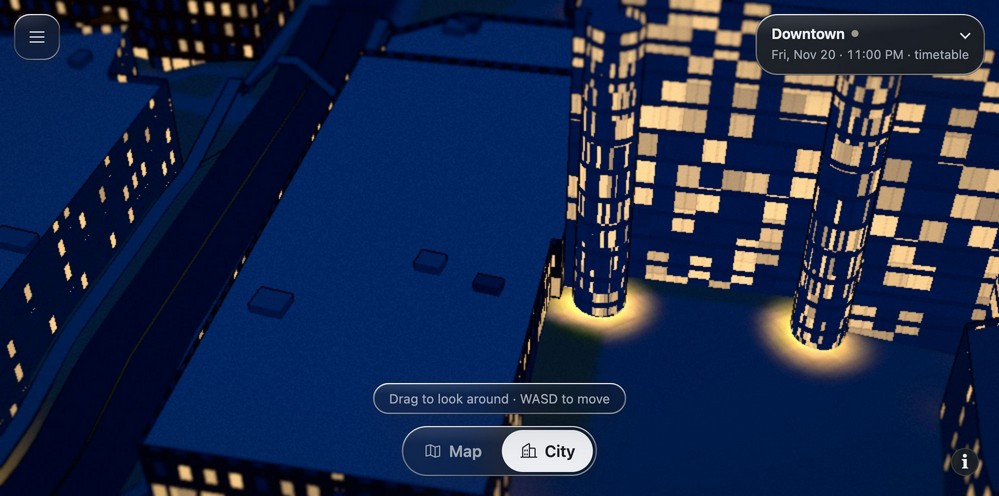 Downtown
Fri, Nov 20 · 11:00 PM · timetable
Drag to look around · WASD to move
Map
City
i